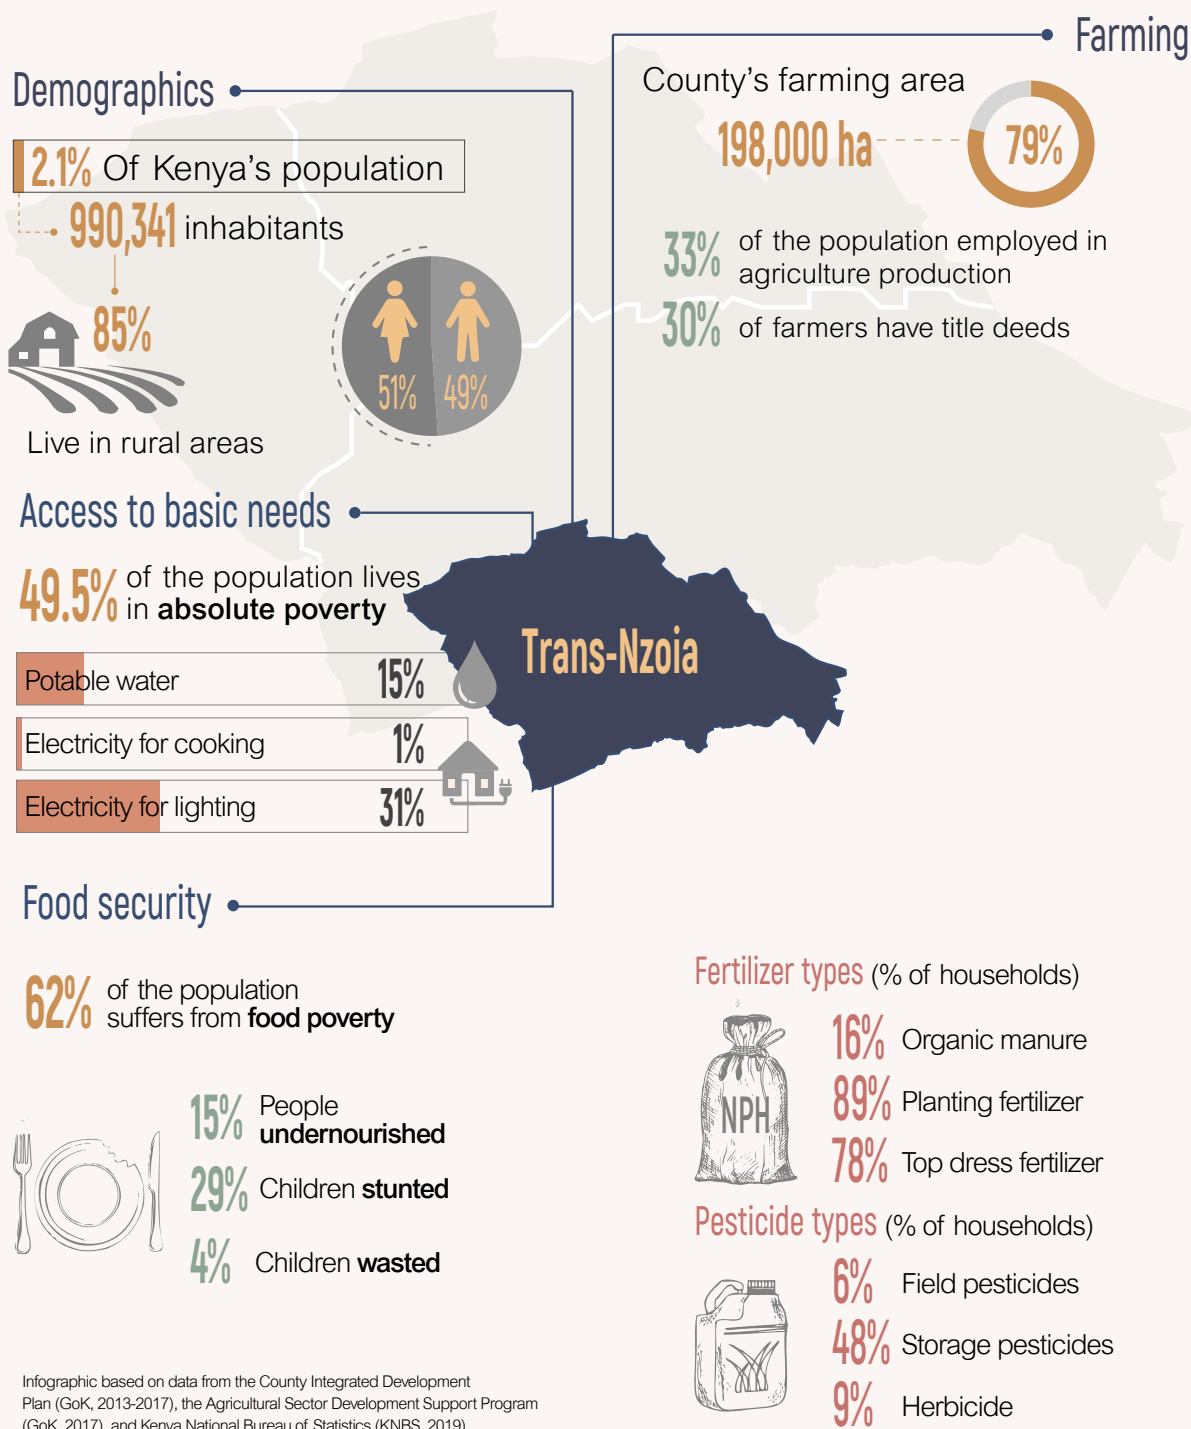 Farming
County's farming area
198,000 ha
79%
33% of the population employed in
agriculture production
30% of farmers have title deeds
Demographics
2.1% Of Kenya's population
990,341 inhabitants
85%
Live in rural areas
51%
49%
Access to basic needs
49.5% of the population lives
in absolute poverty
Potable water 15%
Electricity for cooking 1%
Electricity for lighting 31%
Trans-Nzoia
Food security
62% of the population
suffers from food poverty
15% People
undernourished
29% Children stunted
4% Children wasted
Fertilizer types (% of households)
NPH
16% Organic manure
89% Planting fertilizer
78% Top dress fertilizer
Pesticide types (% of households)
6% Field pesticides
48% Storage pesticides
9% Herbicide
Infographic based on data from the County Integrated Development
Plan (GoK, 2013-2017), the Agricultural Sector Development Support Program
(GoK, 2017), and Kenya National Bureau of Statistics (KNBS, 2019)